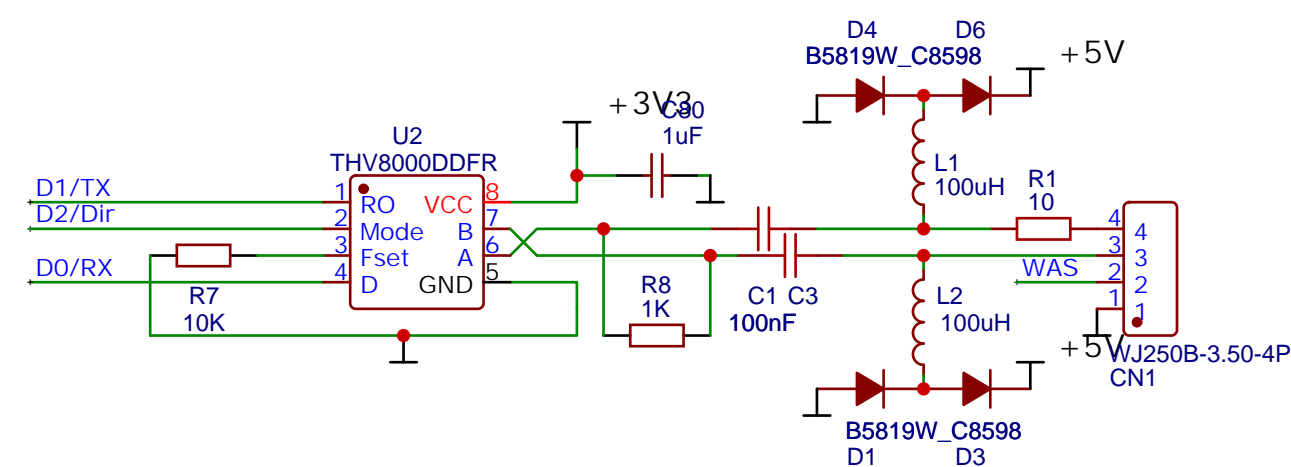 D4
D6
B5819W_C8598
+5V
+3V3
C80
1uF
U2
THV8000DDFR
L1
100uH
R1
10
D1/TX
1
RO
VCC
8
D2/Dir
2
Mode
B
7
4
4
3
Fset
A
6
3
3
D0/RX
4
D
GND
5
WAS
2
2
1
1
R7
10K
R8
1K
C1
C3
100nF
L2
100uH
+5V
WJ250B-3.50-4P
CN1
B5819W_C8598
D1
D3